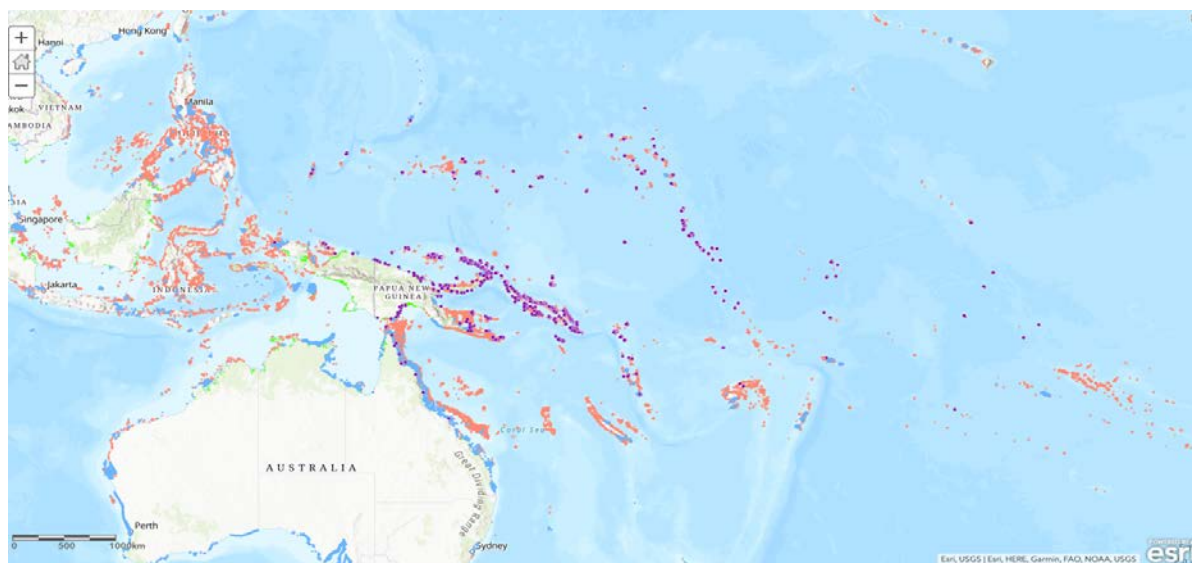 +
Hanoi
Hong Kong
−
VIETNAM
Manila
Singapore
Jakarta
INDONESIA
PAPUA NEW
GUINEA
Coral Sea
AUSTRALIA
Great Dividing Range
Perth
Sydney
0 500 1000km
Esri, USGS | Esri, HERE, Garmin, FAO, NOAA, USGS
esri